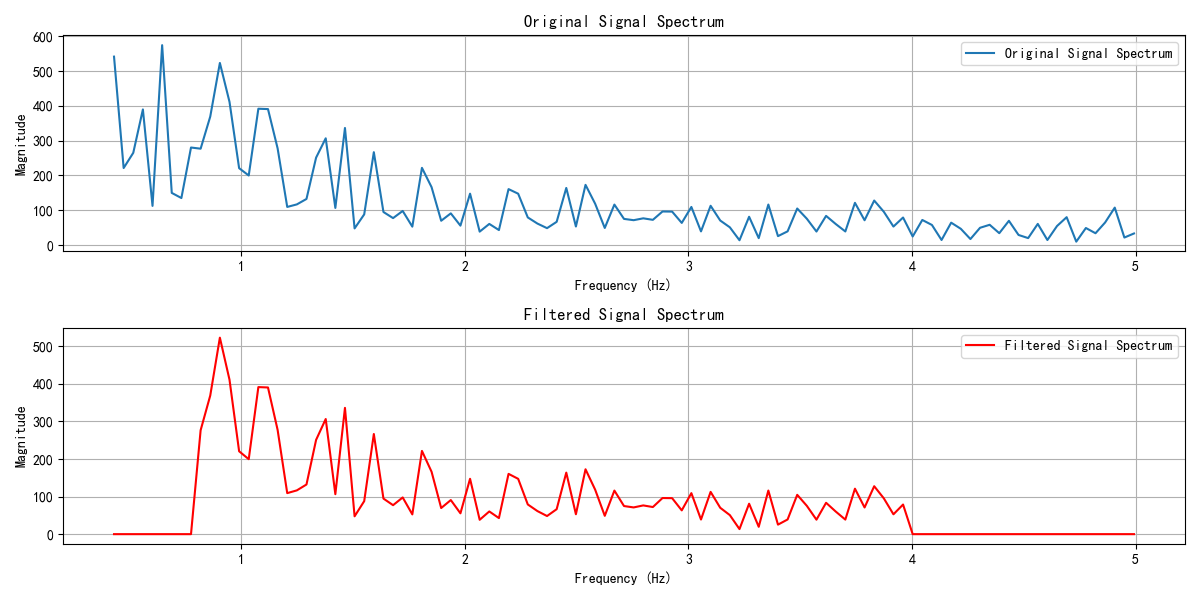 Original Signal Spectrum
600
500
400
300
200
100
0
Magnitude
Original Signal Spectrum
1
2
3
4
5
Frequency (Hz)
Filtered Signal Spectrum
500
400
300
200
100
0
Magnitude
Filtered Signal Spectrum
1
2
3
4
5
Frequency (Hz)